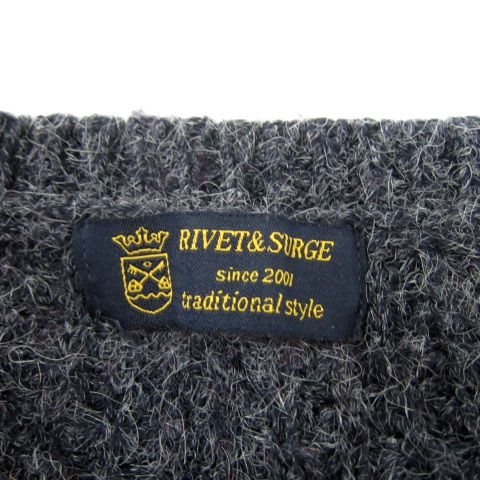 RIVET&SURGE
since 2001
traditional style